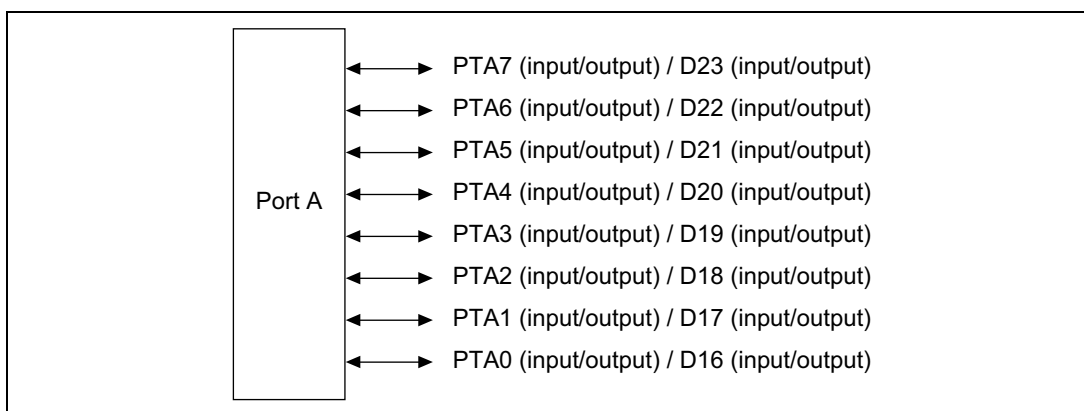 PTA7 (input/output) / D23 (input/output)
PTA6 (input/output) / D22 (input/output)
PTA5 (input/output) / D21 (input/output)
PTA4 (input/output) / D20 (input/output)
Port A
PTA3 (input/output) / D19 (input/output)
PTA2 (input/output) / D18 (input/output)
PTA1 (input/output) / D17 (input/output)
PTA0 (input/output) / D16 (input/output)